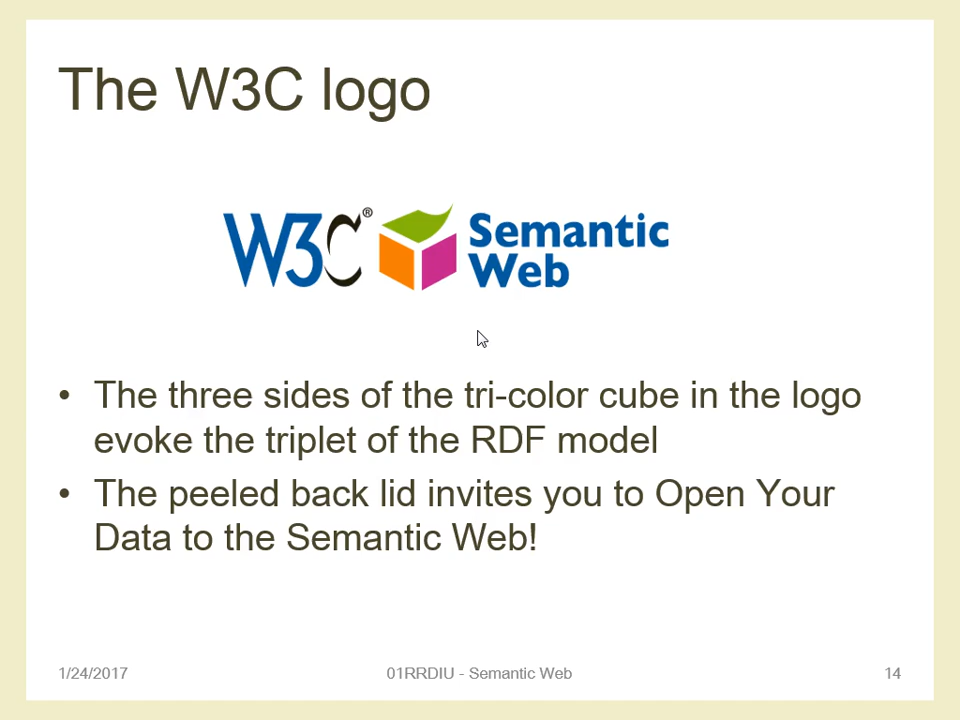 The W3C logo
W3C® Semantic
Web
• The three sides of the tri-color cube in the logo
evoke the triplet of the RDF model
• The peeled back lid invites you to Open Your
Data to the Semantic Web!
1/24/2017 01RRDIU - Semantic Web 14